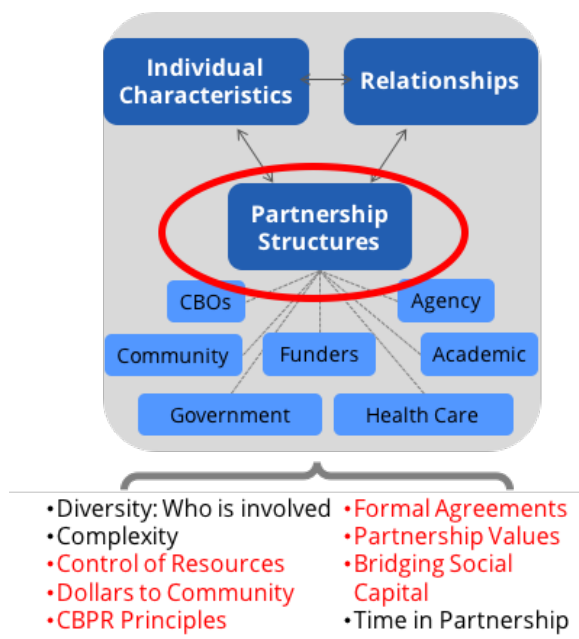 Individual
Characteristics
Relationships
Partnership
Structures
CBOs
Agency
Community
Funders
Academic
Government
Health Care
•Diversity: Who is involved
•Complexity
•Control of Resources
•Dollars to Community
•CBPR Principles
•Formal Agreements
•Partnership Values
•Bridging Social
Capital
•Time in Partnership